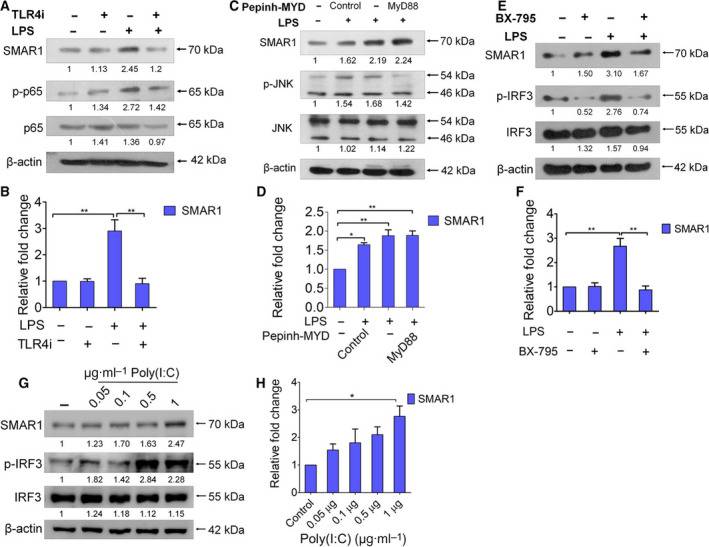 A
TLR4i – + – +
LPS – – + +
SMAR1 70 kDa
1 1.13 2.45 1.2
p-p65 65 kDa
1 1.34 2.72 1.42
p65 65 kDa
1 1.41 1.36 0.97
β-actin 42 kDa
C
Pepinh-MYD – Control – MyD88
LPS – + + +
SMAR1 70 kDa
1 1.62 2.19 2.24
p-JNK 54 kDa
46 kDa
1 1.54 1.68 1.42
JNK 54 kDa
46 kDa
1 1.02 1.14 1.22
β-actin 42 kDa
E
BX-795 – + – +
LPS – – + +
SMAR1 70 kDa
1 1.50 3.10 1.67
p-IRF3 55 kDa
1 0.52 2.76 0.74
IRF3 55 kDa
1 1.32 1.57 0.94
β-actin 42 kDa
B
Relative fold change
4
3
2
1
0
** **
SMAR1
LPS – – + +
TLR4i – + – +
D
Relative fold change
2.5
2.0
1.5
1.0
0.5
0.0
**
**
*
SMAR1
LPS – + + +
Pepinh-MYD – Control – MyD88
F
Relative fold change
4
3
2
1
0
** **
SMAR1
LPS – – + +
BX-795 – + – +
G
µg·ml–1 Poly(I:C)
– 0.05 0.1 0.5 1
SMAR1 70 kDa
1 1.23 1.70 1.63 2.47
p-IRF3 55 kDa
1 1.82 1.42 2.84 2.28
IRF3 55 kDa
1 1.24 1.18 1.12 1.15
β-actin 42 kDa
H
Relative fold change
4
3
2
1
0
*
SMAR1
Control 0.05 µg 0.1 µg 0.5 µg 1 µg
Poly(I:C) (µg·ml–1)